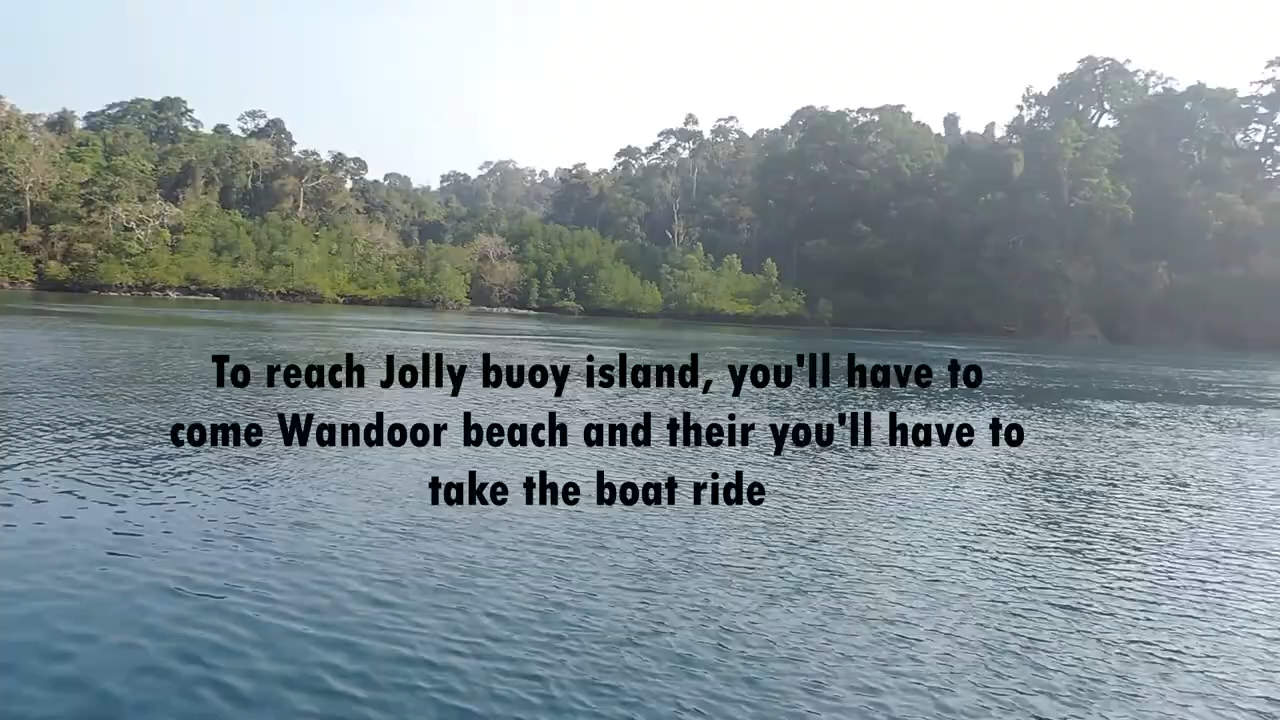 To reach Jolly buoy island, you'll have to
come Wandoor beach and their you'll have to
take the boat ride